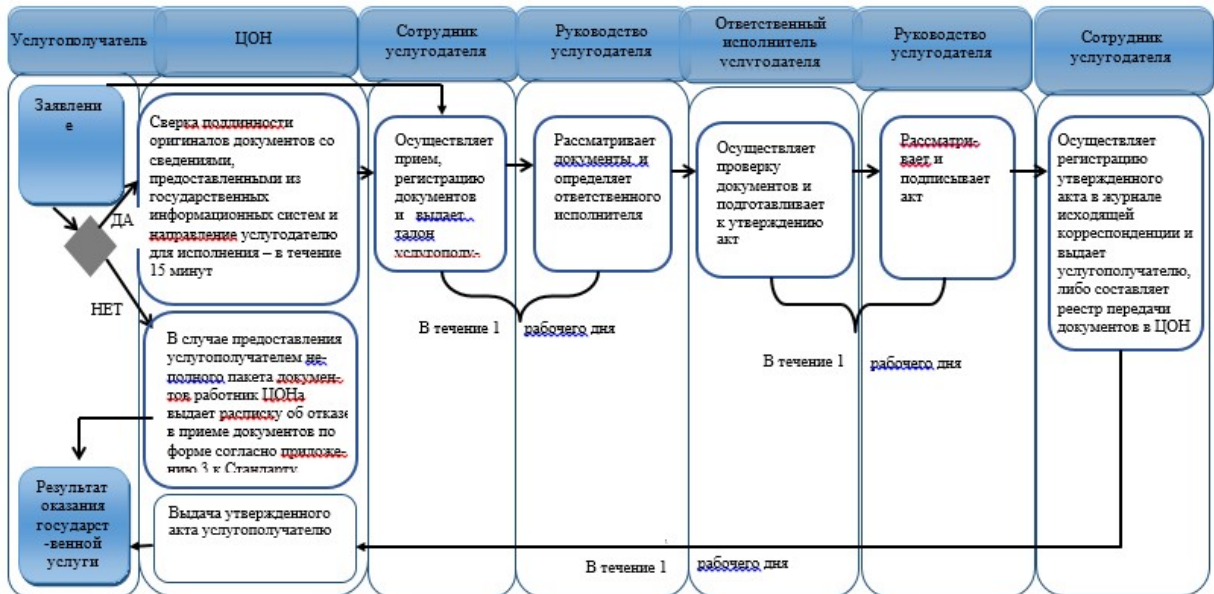 Услугополучатель
ЦОН
Сотрудник
услугодателя
Руководство
услугодателя
Ответственный
исполнитель
услугодателя
Руководство
услугодателя
Сотрудник
услугодателя
Заявлени
е
ДА
НЕТ
Сверка подлинности
оригиналов документов со
сведениями,
предоставленными из
государственных
информационных систем и
направление услугодателю
для исполнения – в течение
15 минут
Осуществляет
прием,
регистрацию
документов
и выдает
талон
услугополу-
Рассматривает
документы и
определяет
ответственного
исполнителя
Осуществляет
проверку
документов и
подготавливает
к утверждению
акт
Рассматри-
вает и
подписывает
акт
Осуществляет
регистрацию
утвержденного
акта в журнале
исходящей
корреспонденции и
выдает
услугополучателю,
либо составляет
реестр передачи
документов в ЦОН
В течение 1 рабочего дня
В течение 1 рабочего дня
В случае предоставления
услугополучателем не-
полного пакета докумен-
тов работник ЦОНа
выдает расписку об отказе
в приеме документов по
форме согласно приложе-
нию 3 к Стандарту
Результат
оказания
государст
-венной
услуги
Выдача утвержденного
акта услугополучателю
В течение 1 рабочего дня